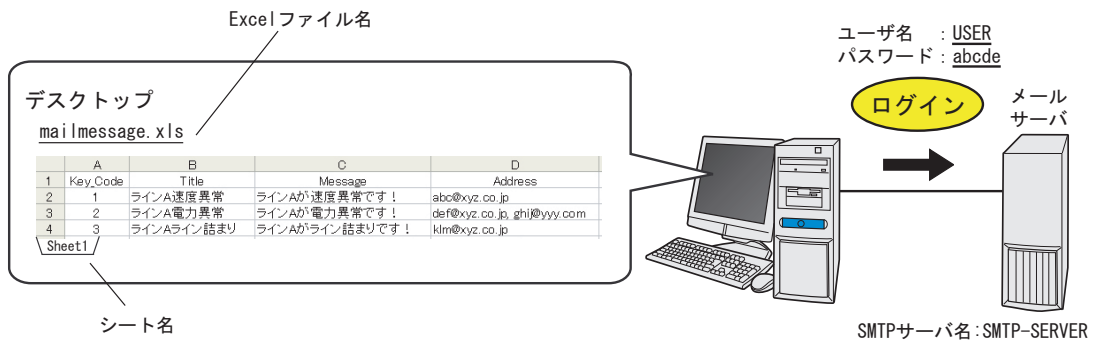 Excelファイル名
ユーザ名 : USER
パスワード : abcde
デスクトップ
mailmessage.xls
ログイン
メール
サーバ
A B C D
1 Key_Code Title Message Address
2 1 ラインA速度異常 ラインAが速度異常です! abc@xyz.co.jp
3 2 ラインA電力異常 ラインAが電力異常です! def@xyz.co.jp, ghij@yyy.com
4 3 ラインAライン詰まり ラインAがライン詰まりです! klm@xyz.co.jp
Sheet1
シート名
SMTPサーバ名:SMTP-SERVER